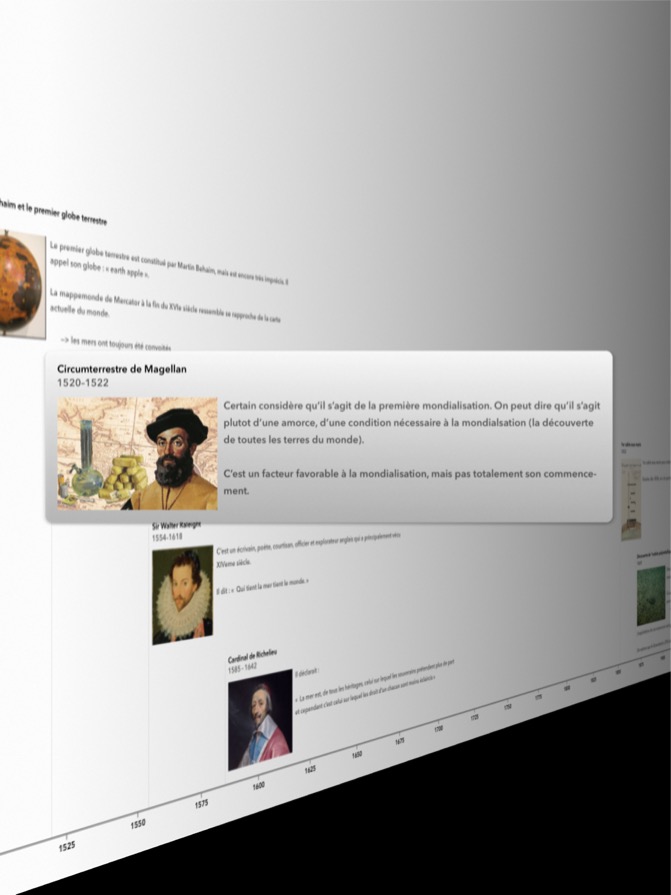 haim et le premier globe terrestre
Le premier globe terrestre est constitué par Martin Behaim, mais est encore très imprécis. Il
appel son globe : « earth apple ».
La mappemonde de Mercator à la fin du XVIe siècle ressemble se rapproche de la carte
actuelle du monde.
--> les mers ont toujours été convoités
Circumterrestre de Magellan
1520-1522
Certain considère qu'il s'agit de la première mondialisation. On peut dire qu'il s'agit
plutot d'une amorce, d'une condition nécessaire à la mondialsation (la découverte
de toutes les terres du monde).
C'est un facteur favorable à la mondialisation, mais pas totalement son commence-
ment.
Sir Walter Raleigh
1554-1618
C'est un écrivain, poète, courtisan, officier et explorateur anglais qui a principalement vécu
XIVeme siècle.
Il dit : « Qui tient la mer tient le monde. »
Cardinal de Richelieu
1585-1642
Il déclarait :
« La mer est, de tous les héritages, celui sur lequel les souverains prétendent plus de part
et cependant c'est celui sur lequel les droit d'un chacun sont moins éclaircis »
1525
1550
1575
1600
1625
1650
1675
1700
1725
1750
1775
1800